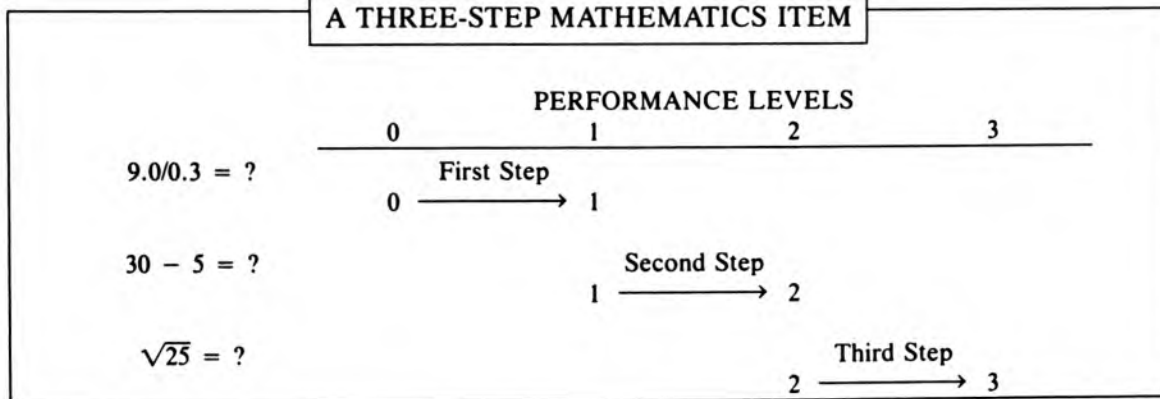 A THREE-STEP MATHEMATICS ITEM
PERFORMANCE LEVELS
0 1 2 3
9.0/0.3 = ?
First Step
0 → 1
30 − 5 = ?
Second Step
1 → 2
√25 = ?
Third Step
2 → 3